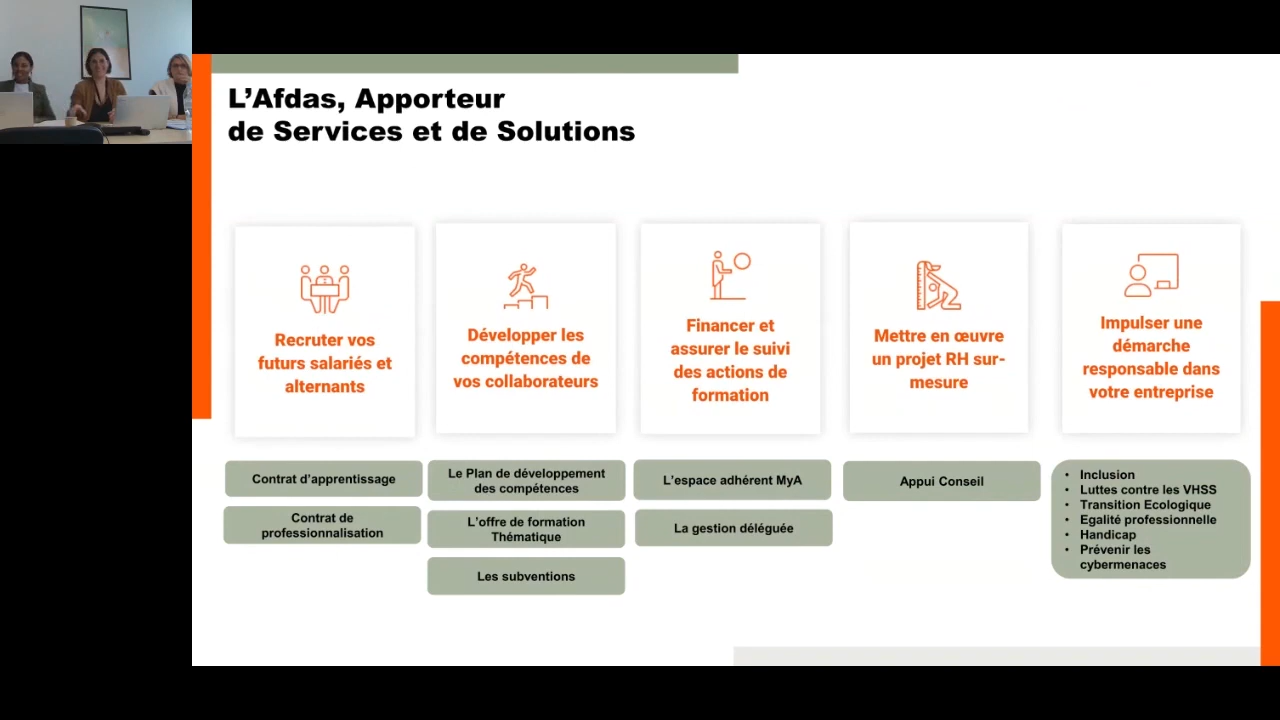 L’Afdas, Apporteur
de Services et de Solutions
Recruter vos
futurs salariés et
alternants
Contrat d’apprentissage
Contrat de
professionnalisation
Développer les
compétences de
vos collaborateurs
Le Plan de développement
des compétences
L’offre de formation
Thématique
Les subventions
Financer et
assurer le suivi
des actions de
formation
L’espace adhérent MyA
La gestion déléguée
Mettre en œuvre
un projet RH sur-
mesure
Appui Conseil
Impulser une
démarche
responsable dans
votre entreprise
• Inclusion
• Luttes contre les VHSS
• Transition Ecologique
• Egalité professionnelle
• Handicap
• Prévenir les
cybermenaces